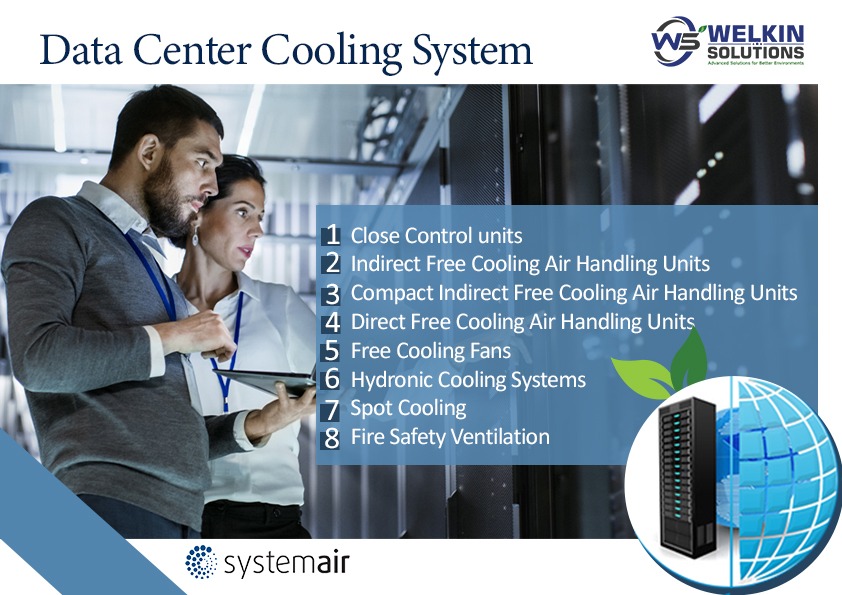 Data Center Cooling System
WS WELKIN
SOLUTIONS
Advanced Solutions for Better Environments
1 Close Control units
2 Indirect Free Cooling Air Handling Units
3 Compact Indirect Free Cooling Air Handling Units
4 Direct Free Cooling Air Handling Units
5 Free Cooling Fans
6 Hydronic Cooling Systems
7 Spot Cooling
8 Fire Safety Ventilation
systemair